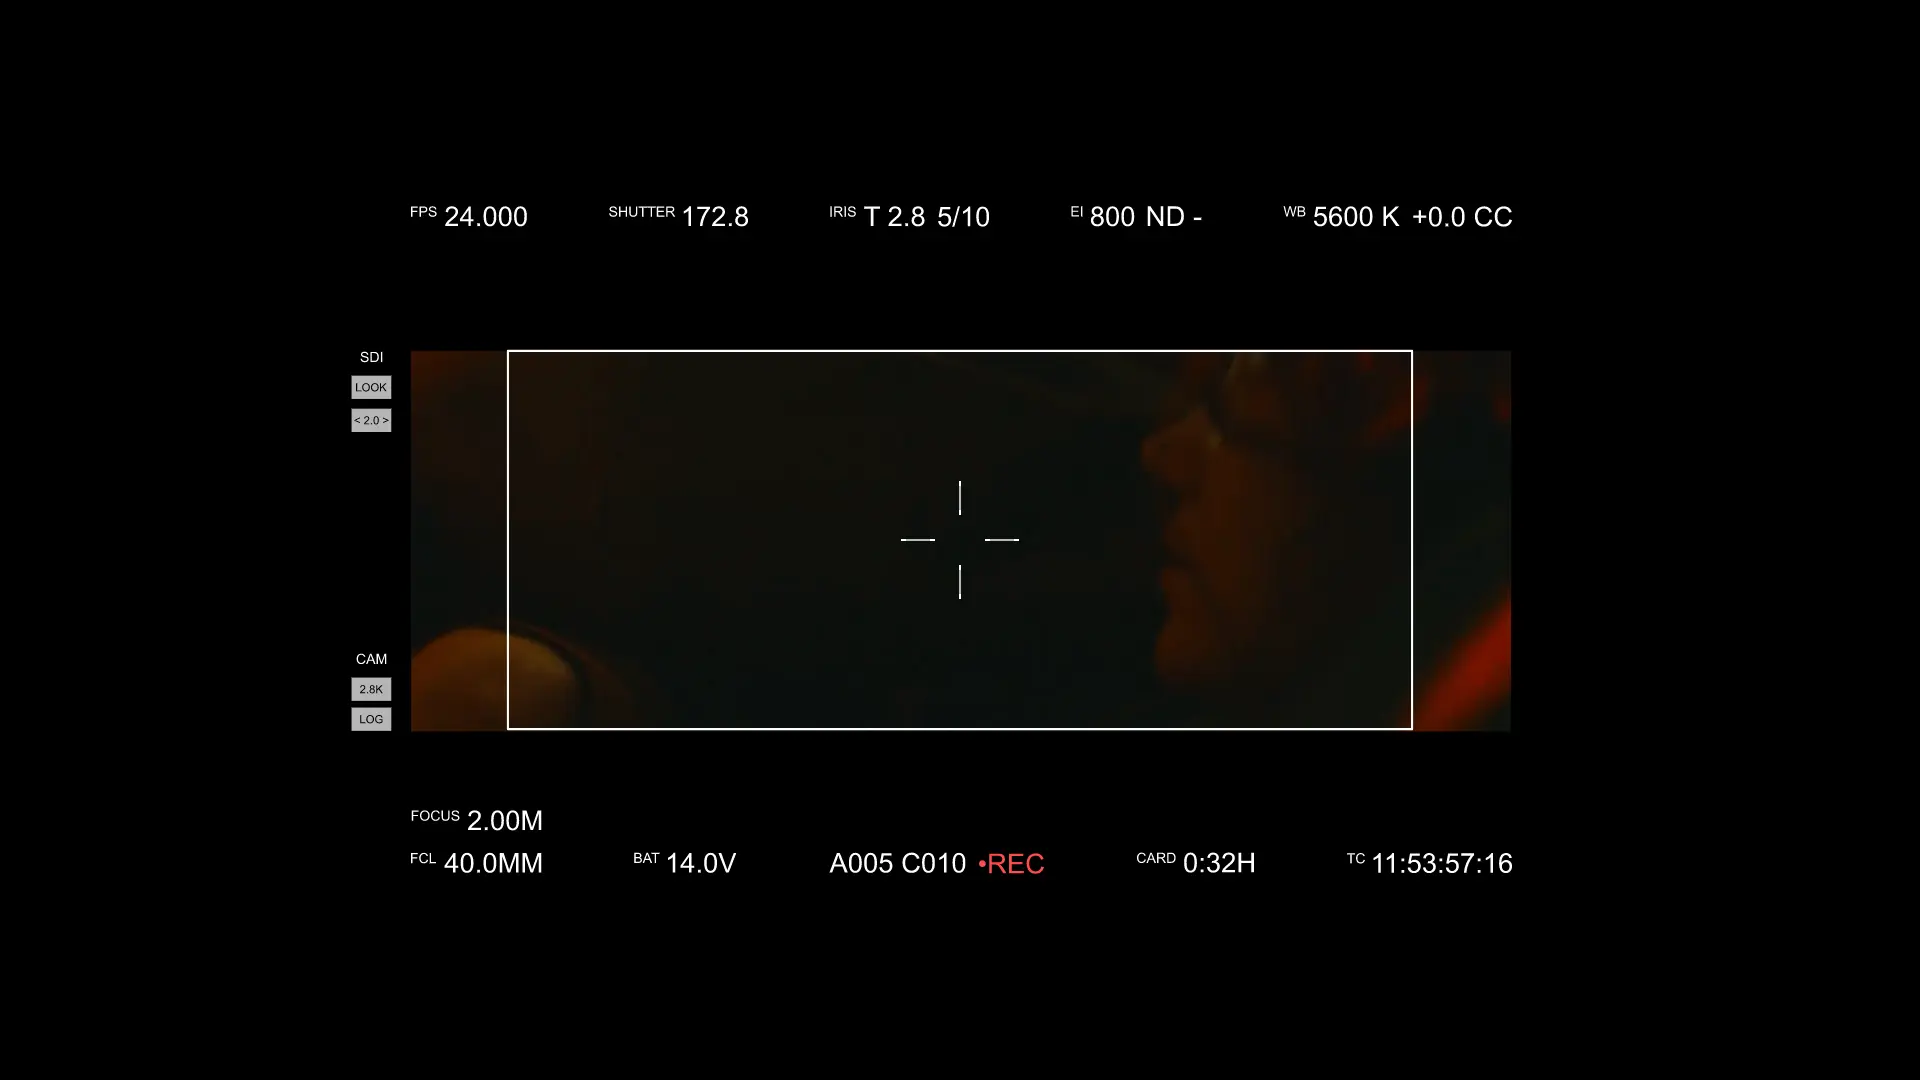 FPS 24.000 SHUTTER 172.8 IRIS T 2.8 5/10 EI 800 ND - WB 5600 K +0.0 CC
SDI
LOOK
< 2.0 >
CAM
2.8K
LOG
FOCUS 2.00M
FCL 40.0MM BAT 14.0V A005 C010 •REC CARD 0:32H TC 11:53:57:16